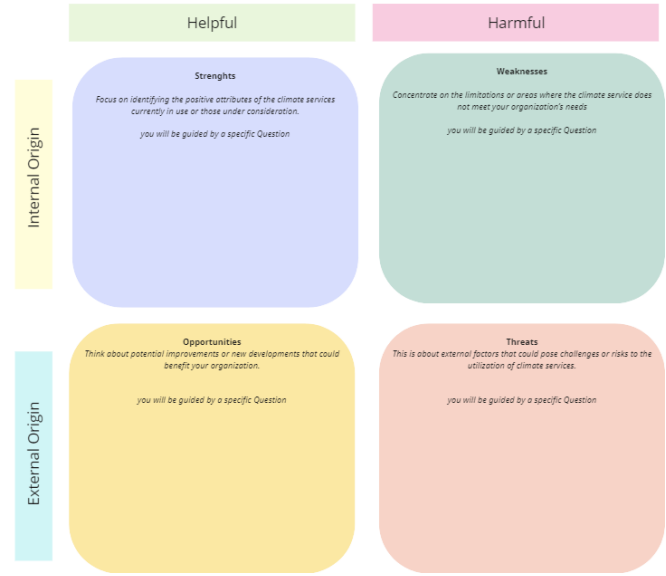 Helpful
Harmful
Internal Origin
Strenghts
Focus on identifying the positive attributes of the climate services
currently in use or those under consideration.
you will be guided by a specific Question
Weaknesses
Concentrate on the limitations or areas where the climate service does
not meet your organization's needs
you will be guided by a specific Question
External Origin
Opportunities
Think about potential improvements or new developments that could
benefit your organization.
you will be guided by a specific Question
Threats
This is about external factors that could pose challenges or risks to the
utilization of climate services.
you will be guided by a specific Question